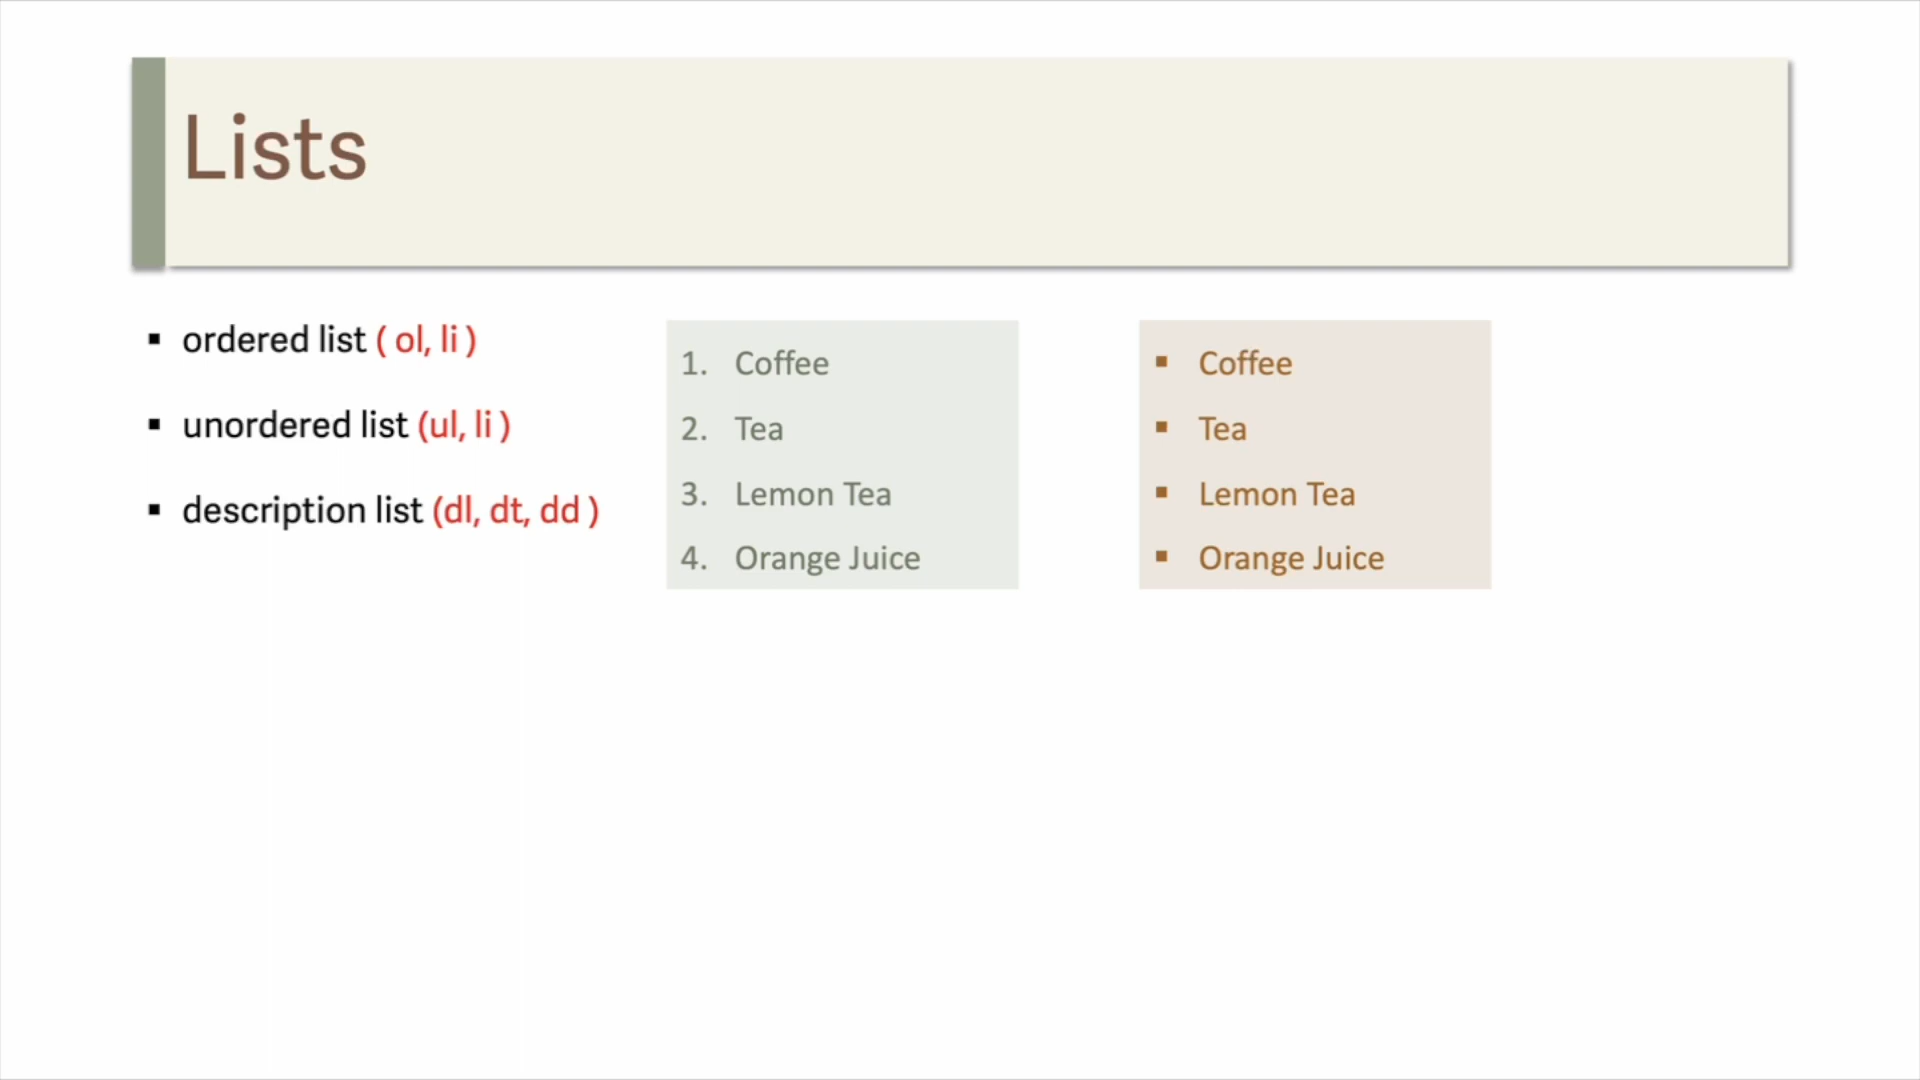 Lists
▪ ordered list ( ol, li )
▪ unordered list (ul, li )
▪ description list (dl, dt, dd )
1. Coffee
2. Tea
3. Lemon Tea
4. Orange Juice
▪ Coffee
▪ Tea
▪ Lemon Tea
▪ Orange Juice